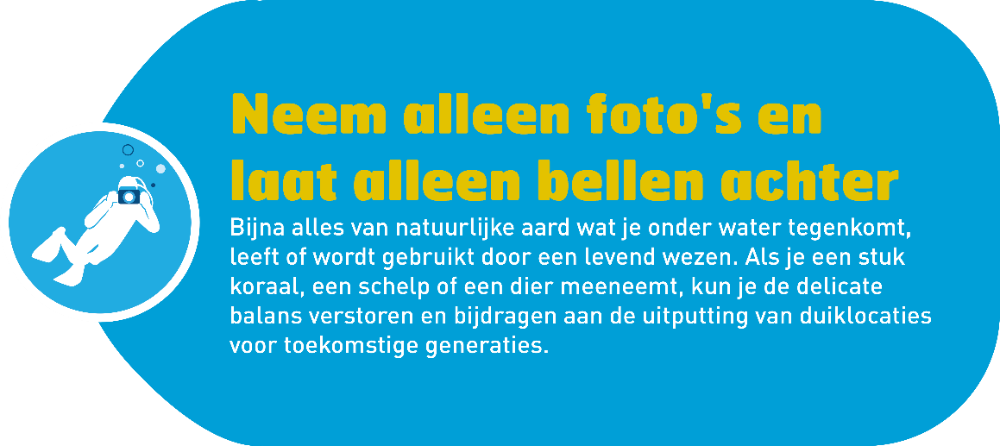 Neem alleen foto's en
laat alleen bellen achter
Bijna alles van natuurlijke aard wat je onder water tegenkomt,
leeft of wordt gebruikt door een levend wezen. Als je een stuk
koraal, een schelp of een dier meeneemt, kun je de delicate
balans verstoren en bijdragen aan de uitputting van duiklocaties
voor toekomstige generaties.